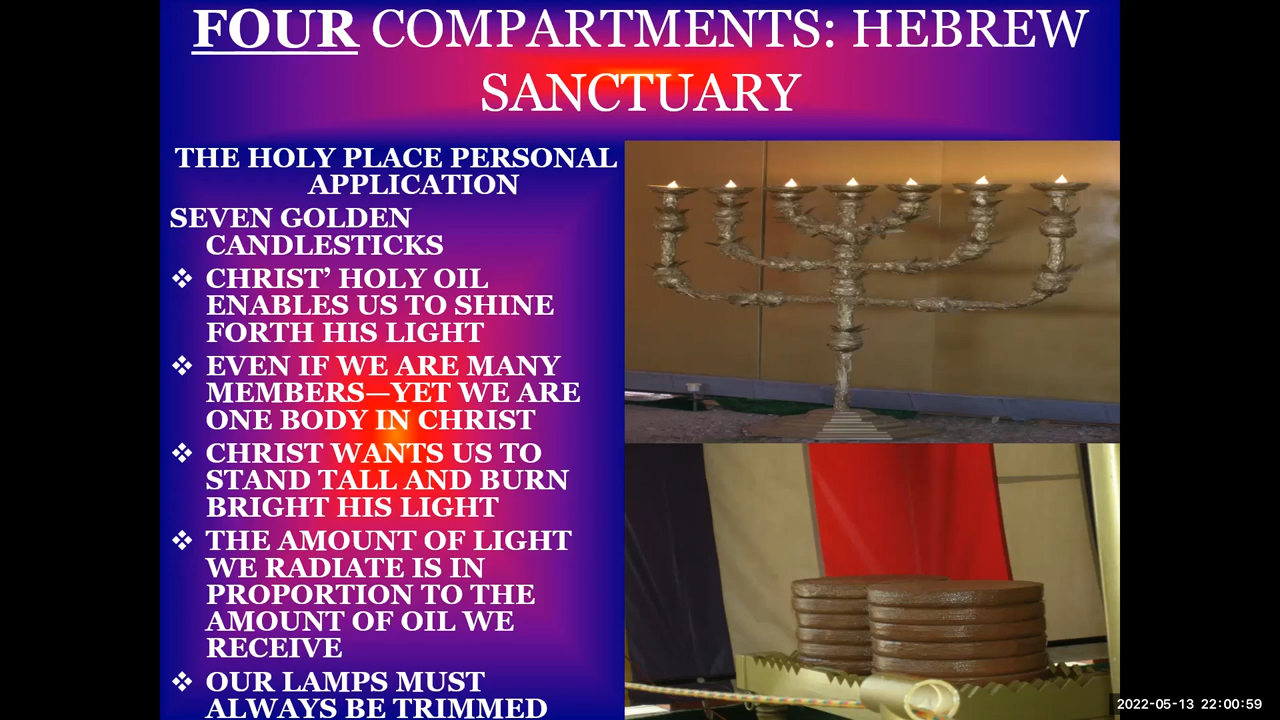 FOUR COMPARTMENTS: HEBREW
SANCTUARY
THE HOLY PLACE PERSONAL
APPLICATION
SEVEN GOLDEN
CANDLESTICKS
❖ CHRIST’ HOLY OIL
ENABLES US TO SHINE
FORTH HIS LIGHT
❖ EVEN IF WE ARE MANY
MEMBERS—YET WE ARE
ONE BODY IN CHRIST
❖ CHRIST WANTS US TO
STAND TALL AND BURN
BRIGHT HIS LIGHT
❖ THE AMOUNT OF LIGHT
WE RADIATE IS IN
PROPORTION TO THE
AMOUNT OF OIL WE
RECEIVE
❖ OUR LAMPS MUST
ALWAYS BE TRIMMED
2022-05-13 22:00:59